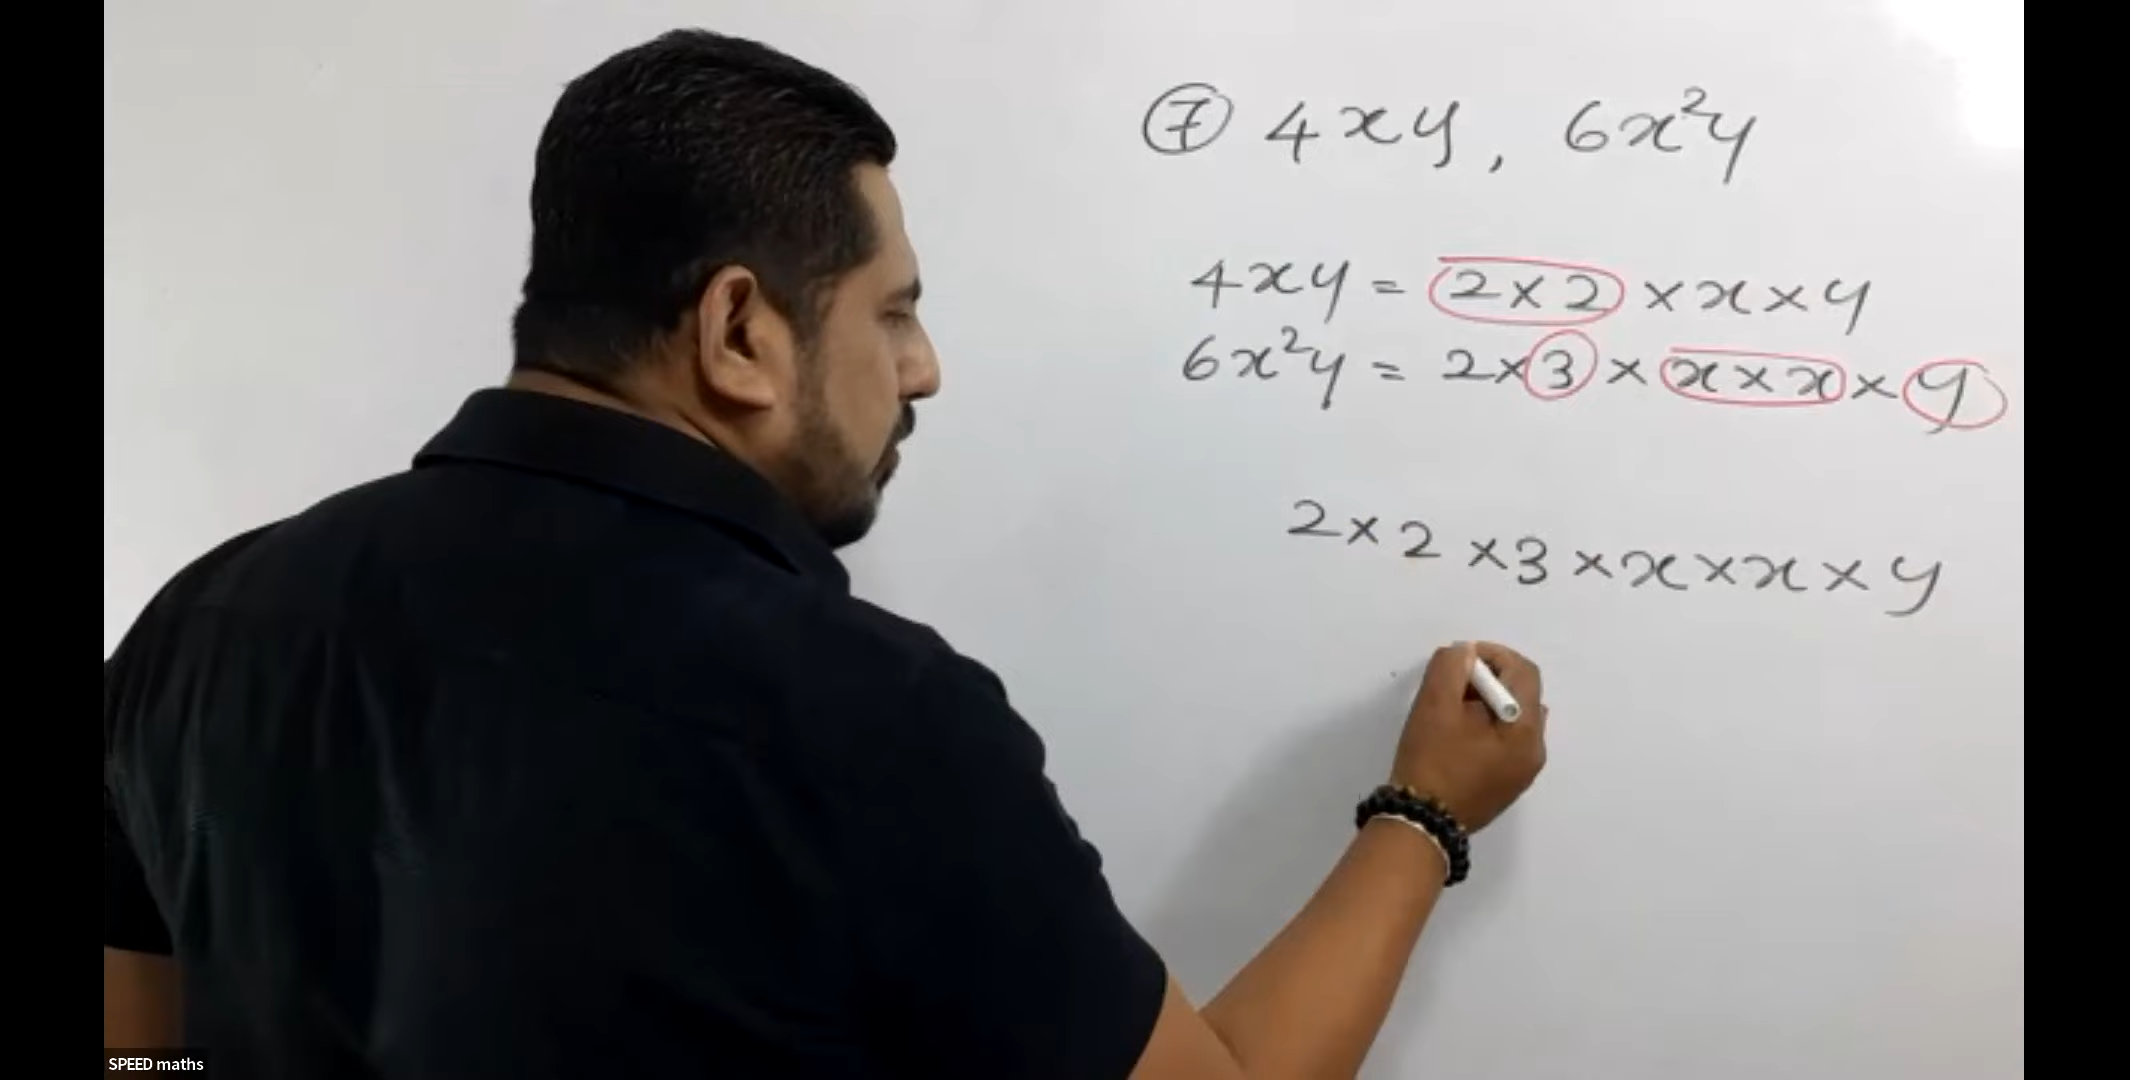 ⑦ 4xy, 6x²y
4xy = 2×2 × x × y
6x²y = 2×3 × x×x × y
2×2×3×x×x×y
SPEED maths